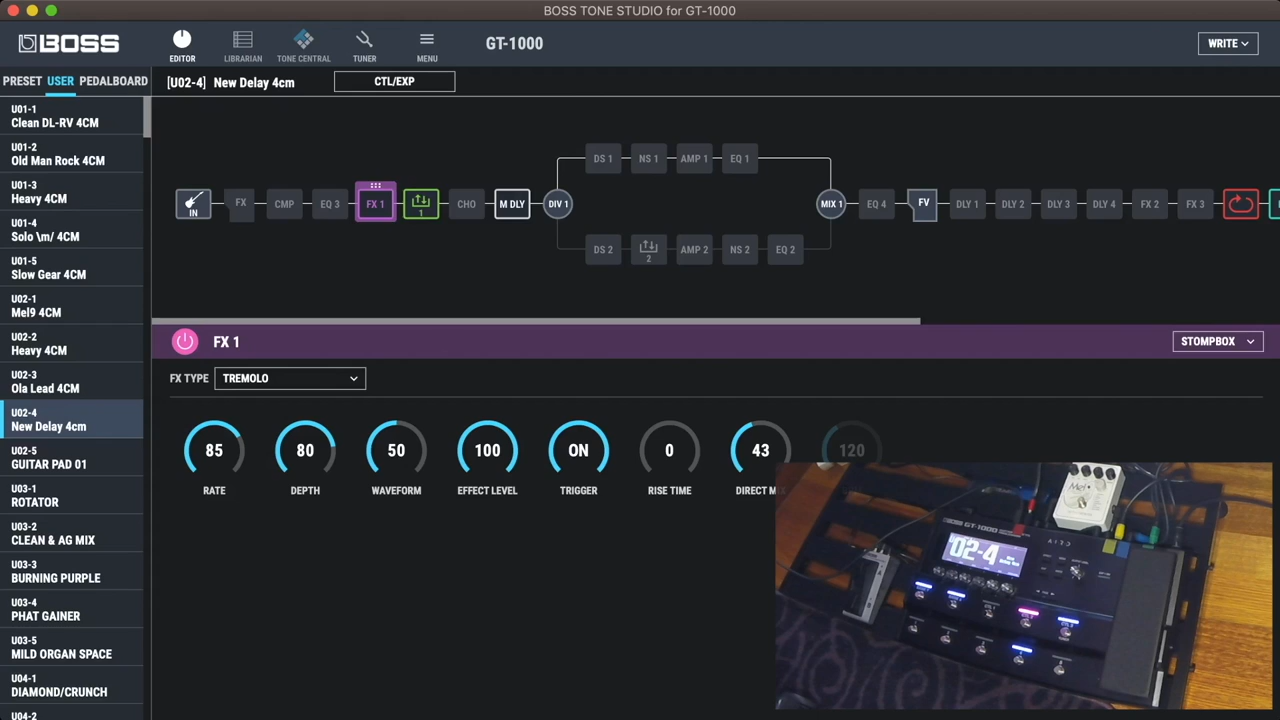 BOSS TONE STUDIO for GT-1000
BOSS
EDITOR
LIBRARIAN
TONE CENTRAL
TUNER
MENU
GT-1000
WRITE
PRESET USER PEDALBOARD
[U02-4] New Delay 4cm
CTL/EXP
U01-1
Clean DL-RV 4CM
U01-2
Old Man Rock 4CM
U01-3
Heavy 4CM
U01-4
Solo \m/ 4CM
U01-5
Slow Gear 4CM
U02-1
Mel9 4CM
U02-2
Heavy 4CM
U02-3
Ola Lead 4CM
U02-4
New Delay 4cm
U02-5
GUITAR PAD 01
U03-1
ROTATOR
U03-2
CLEAN & AG MIX
U03-3
BURNING PURPLE
U03-4
PHAT GAINER
U03-5
MILD ORGAN SPACE
U04-1
DIAMOND/CRUNCH
U04-2
DS 1 NS 1 AMP 1 EQ 1
IN FX CMP EQ 3 FX 1 1 CHO M DLY DIV 1 MIX 1 EQ 4 FV DLY 1 DLY 2 DLY 3 DLY 4 FX 2 FX 3
DS 2 2 AMP 2 NS 2 EQ 2
FX 1
STOMPBOX
FX TYPE TREMOLO
85 80 50 100 ON 0 43 120
RATE DEPTH WAVEFORM EFFECT LEVEL TRIGGER RISE TIME DIRECT
BOSS GT-1000
02-4